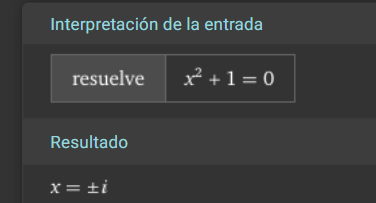 Interpretación de la entrada
resuelve x² + 1 = 0
Resultado
x = ±i